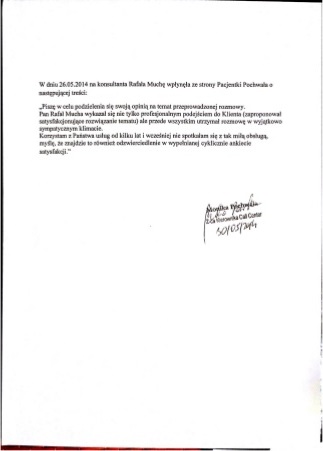 W dniu 26.05.2014 na konsultanta Rafała Muchę wpłynęła ze strony Pacjentki Pochwała o
następującej treści:
„Piszę w celu podzielenia się swoją opinią na temat przeprowadzonej rozmowy.
Pan Rafał Mucha wykazał się nie tylko profesjonalnym podejściem do Klienta (zaproponował
satysfakcjonujące rozwiązanie tematu) ale przede wszystkim utrzymał rozmowę w wyjątkowo
sympatycznym klimacie.
Korzystam z Państwa usług od kilku lat i wcześniej nie spotkałam się z tak miłą obsługą,
myślę, że znajdzie to również odzwierciedlenie w wypełnianej cyklicznie ankiecie
satysfakcji."
Call Center
30/05/2014